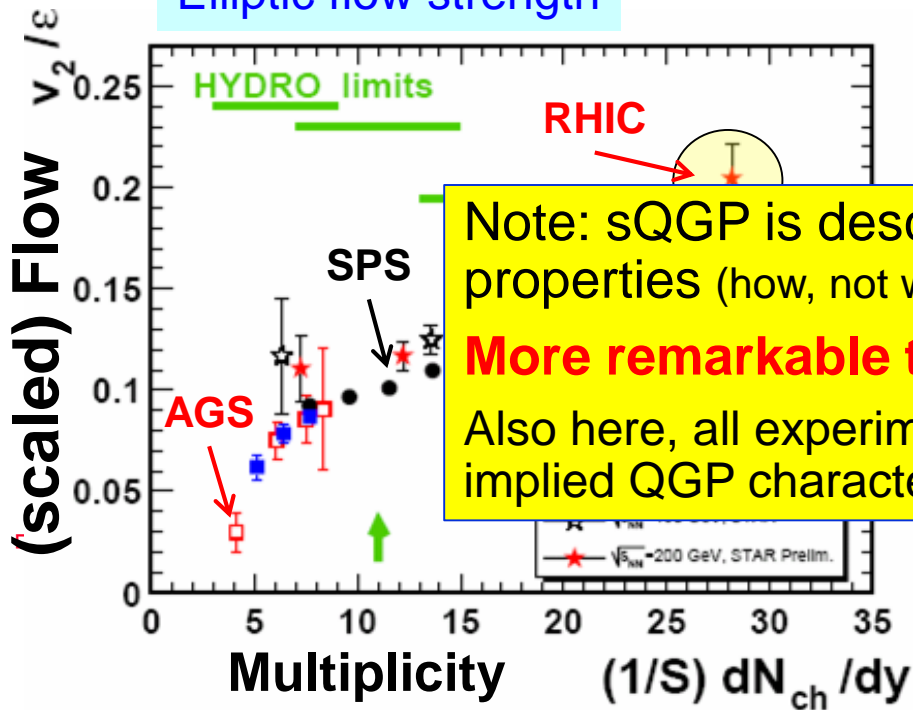 Elliptic flow strength
v2/ε
0.25
HYDRO limits
RHIC
0.2
Note: sQGP is desc
properties (how, not w
SPS
0.15
More remarkable t
0.1
AGS
Also here, all experim
implied QGP characte
0.05
(scaled) Flow
√sNN=200 GeV, STAR Prelim.
0
0 5 10 15 20 25 30 35
Multiplicity (1/S) dNch /dy